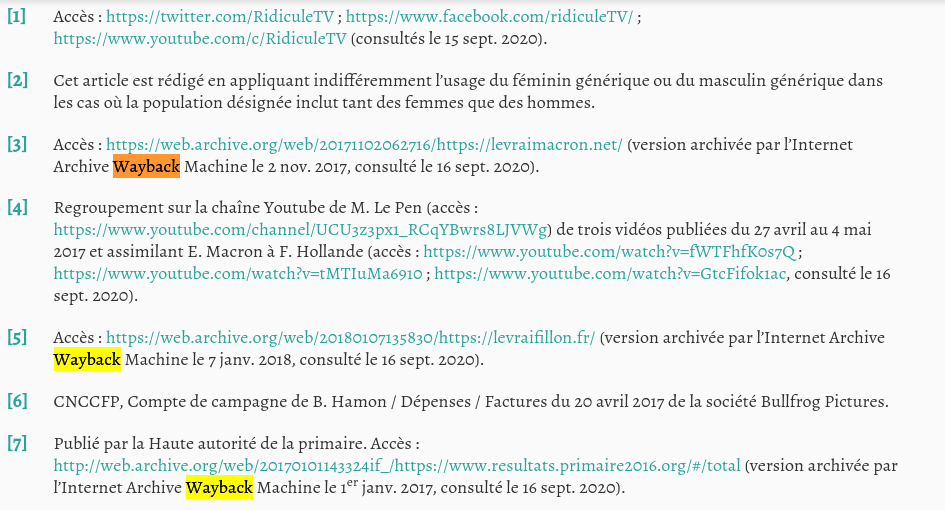 [1] Accès : https://twitter.com/RidiculeTV ; https://www.facebook.com/ridiculeTV/ ;
https://www.youtube.com/c/RidiculeTV (consultés le 15 sept. 2020).
[2] Cet article est rédigé en appliquant indifféremment l’usage du féminin générique ou du masculin générique dans
les cas où la population désignée inclut tant des femmes que des hommes.
[3] Accès : https://web.archive.org/web/20171102062716/https://levraimacron.net/ (version archivée par l’Internet
Archive Wayback Machine le 2 nov. 2017, consulté le 16 sept. 2020).
[4] Regroupement sur la chaîne Youtube de M. Le Pen (accès :
https://www.youtube.com/channel/UCU3z3px1_RCqYBwrs8LJVWg) de trois vidéos publiées du 27 avril au 4 mai
2017 et assimilant E. Macron à F. Hollande (accès : https://www.youtube.com/watch?v=fWTFhfK0s7Q ;
https://www.youtube.com/watch?v=tMTIuMa6910 ; https://www.youtube.com/watch?v=GtcFifok1ac, consulté le 16
sept. 2020).
[5] Accès : https://web.archive.org/web/20180107135830/https://levraifillon.fr/ (version archivée par l’Internet Archive
Wayback Machine le 7 janv. 2018, consulté le 16 sept. 2020).
[6] CNCCFP, Compte de campagne de B. Hamon / Dépenses / Factures du 20 avril 2017 de la société Bullfrog Pictures.
[7] Publié par la Haute autorité de la primaire. Accès :
http://web.archive.org/web/20170101143324if_/https://www.resultats.primaire2016.org/#/total (version archivée par
l’Internet Archive Wayback Machine le 1er janv. 2017, consulté le 16 sept. 2020).